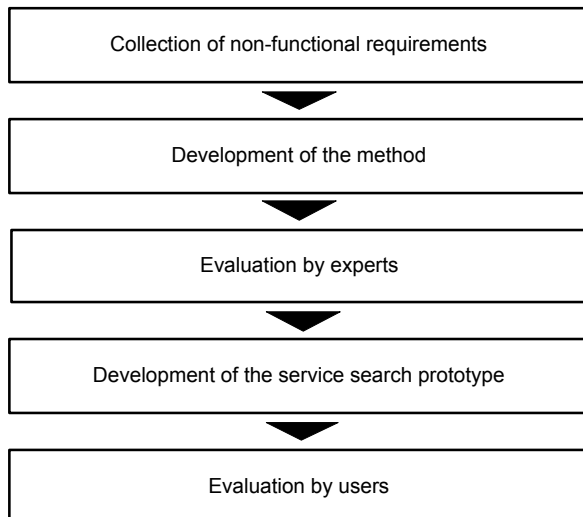 Collection of non-functional requirements
Development of the method
Evaluation by experts
Development of the service search prototype
Evaluation by users